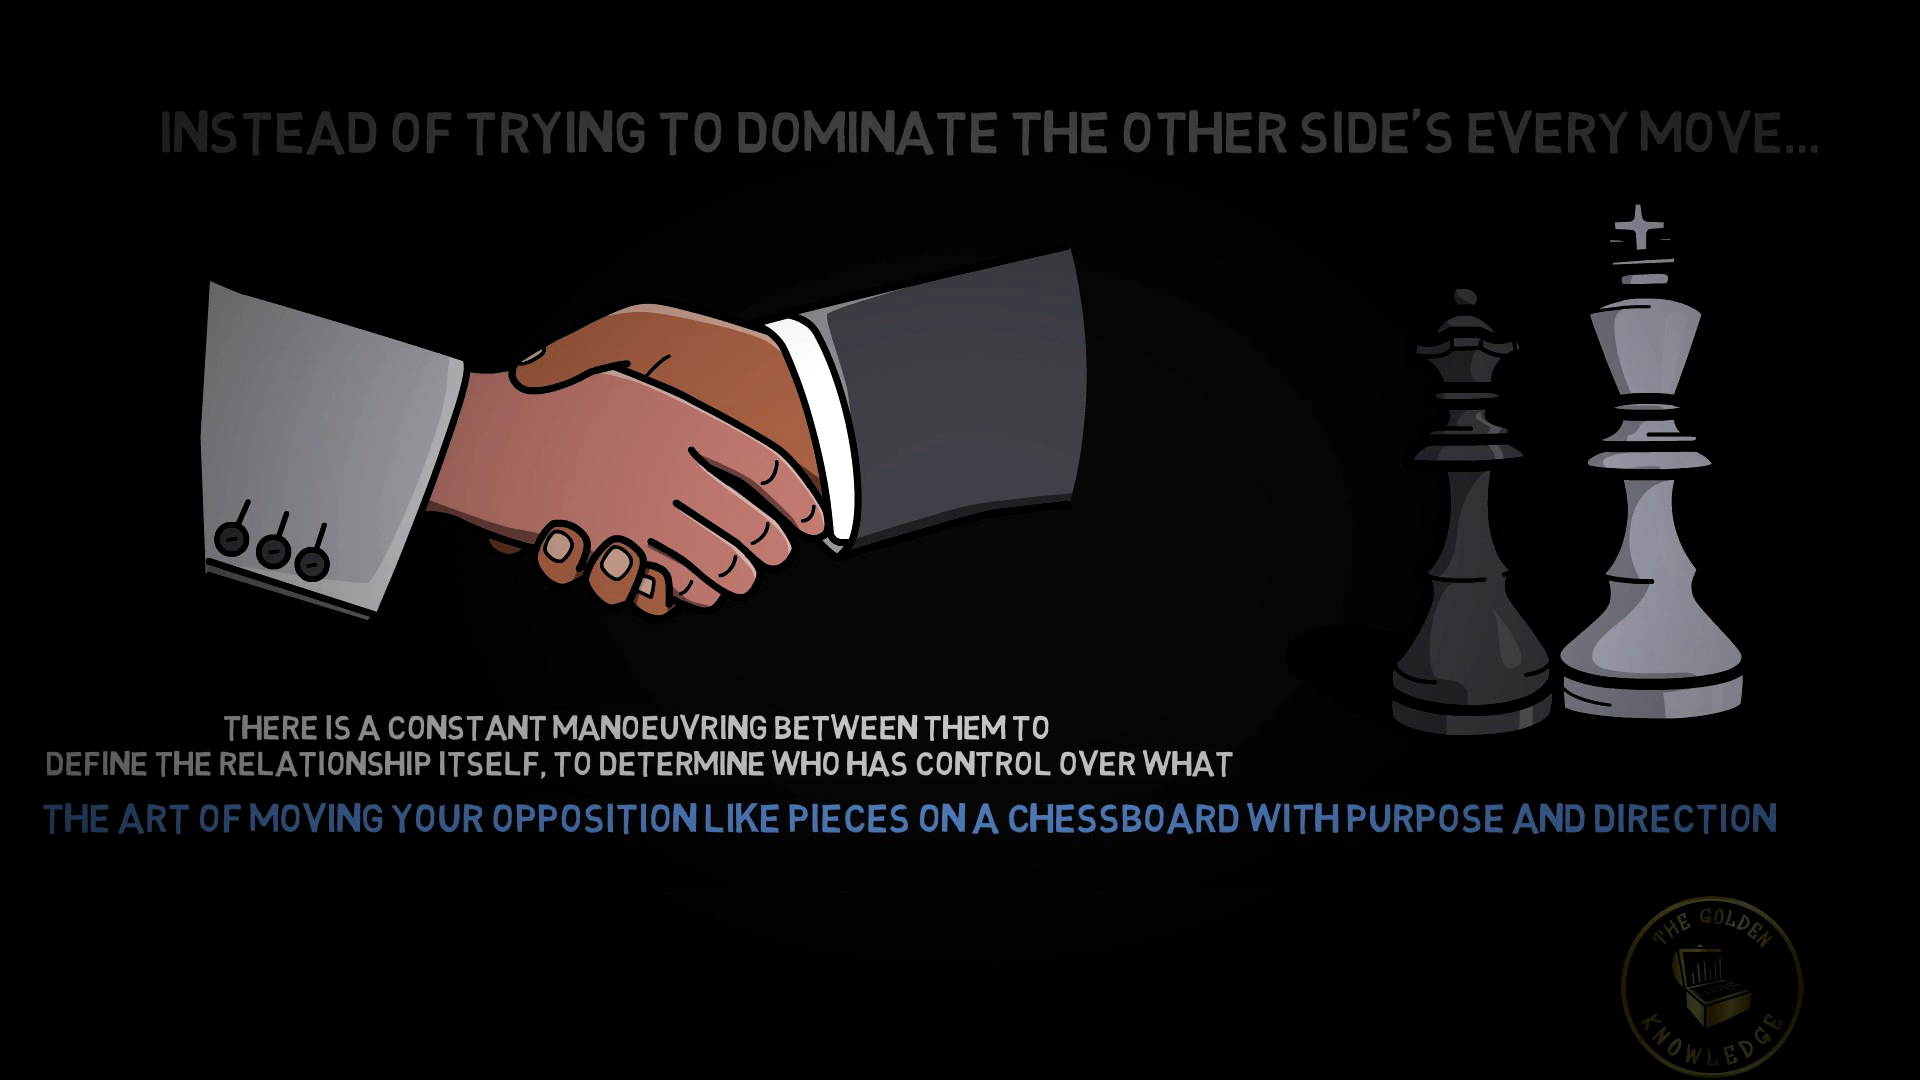 INSTEAD OF TRYING TO DOMINATE THE OTHER SIDE'S EVERY MOVE...
THERE IS A CONSTANT MANOEUVRING BETWEEN THEM TO
DEFINE THE RELATIONSHIP ITSELF, TO DETERMINE WHO HAS CONTROL OVER WHAT
THE ART OF MOVING YOUR OPPOSITION LIKE PIECES ON A CHESSBOARD WITH PURPOSE AND DIRECTION
THE GOLDEN
KNOWLEDGE